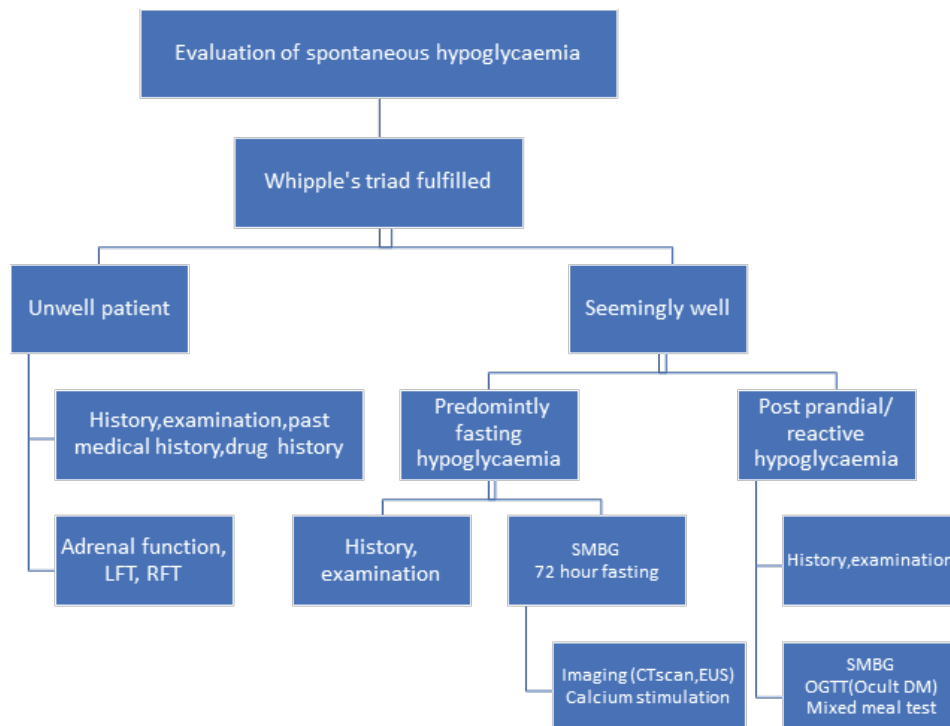 Evaluation of spontaneous hypoglycaemia
Whipple's triad fulfilled
Unwell patient
Seemingly well
History,examination,past
medical history,drug history
Predomintly
fasting
hypoglycaemia
Post prandial/
reactive
hypoglycaemia
Adrenal function,
LFT, RFT
History,
examination
SMBG
72 hour fasting
History,examination
Imaging (CTscan,EUS)
Calcium stimulation
SMBG
OGTT(Ocult DM)
Mixed meal test